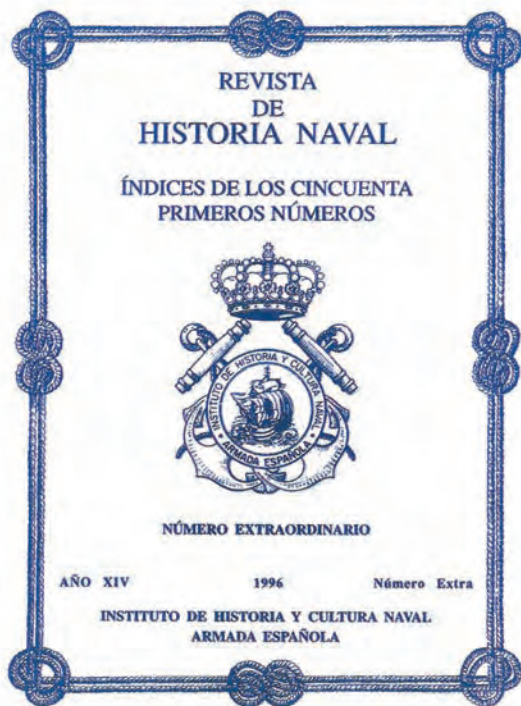 REVISTA
DE
HISTORIA NAVAL
ÍNDICES DE LOS CINCUENTA
PRIMEROS NÚMEROS
INSTITUTO DE HISTORIA Y CULTURA NAVAL
• ARMADA ESPAÑOLA •
NÚMERO EXTRAORDINARIO
AÑO XIV 1996 Número Extra
INSTITUTO DE HISTORIA Y CULTURA NAVAL
ARMADA ESPAÑOLA